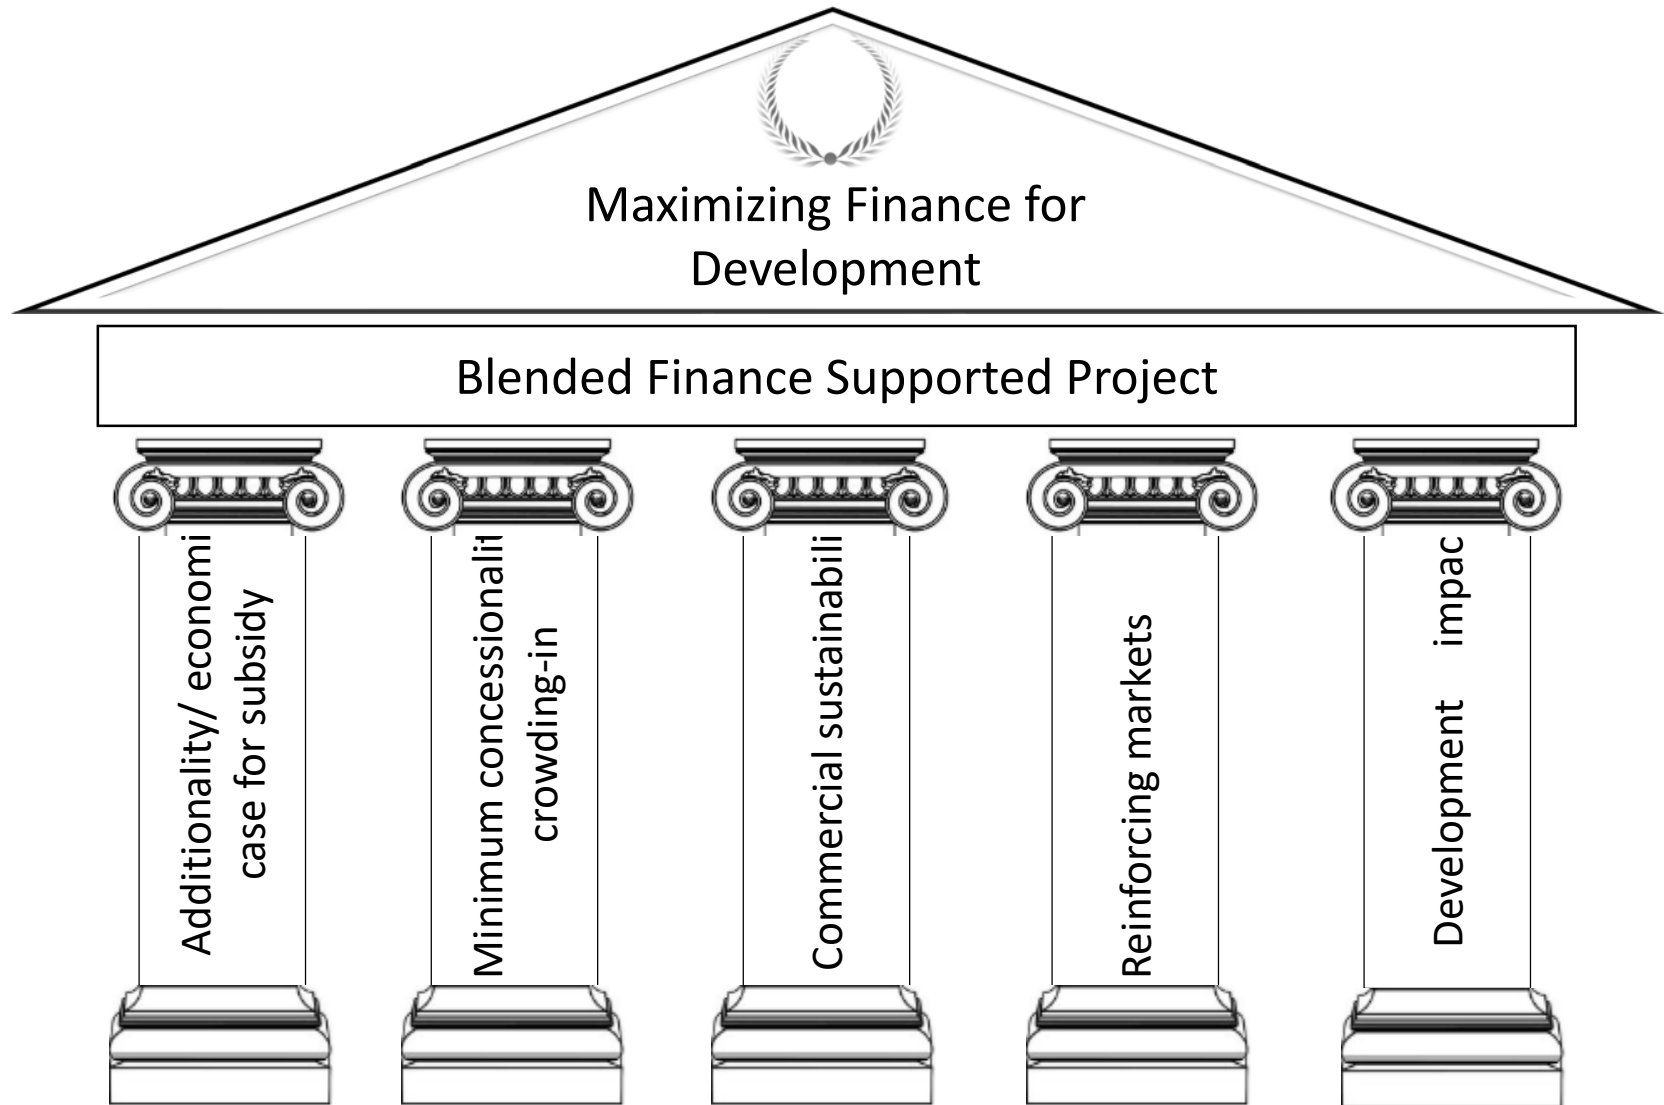 Maximizing Finance for
Development
Blended Finance Supported Project
Additionality/ economi
case for subsidy
Minimum concessionalit
crowding-in
Commercial sustainabili
Reinforcing markets
Development impac